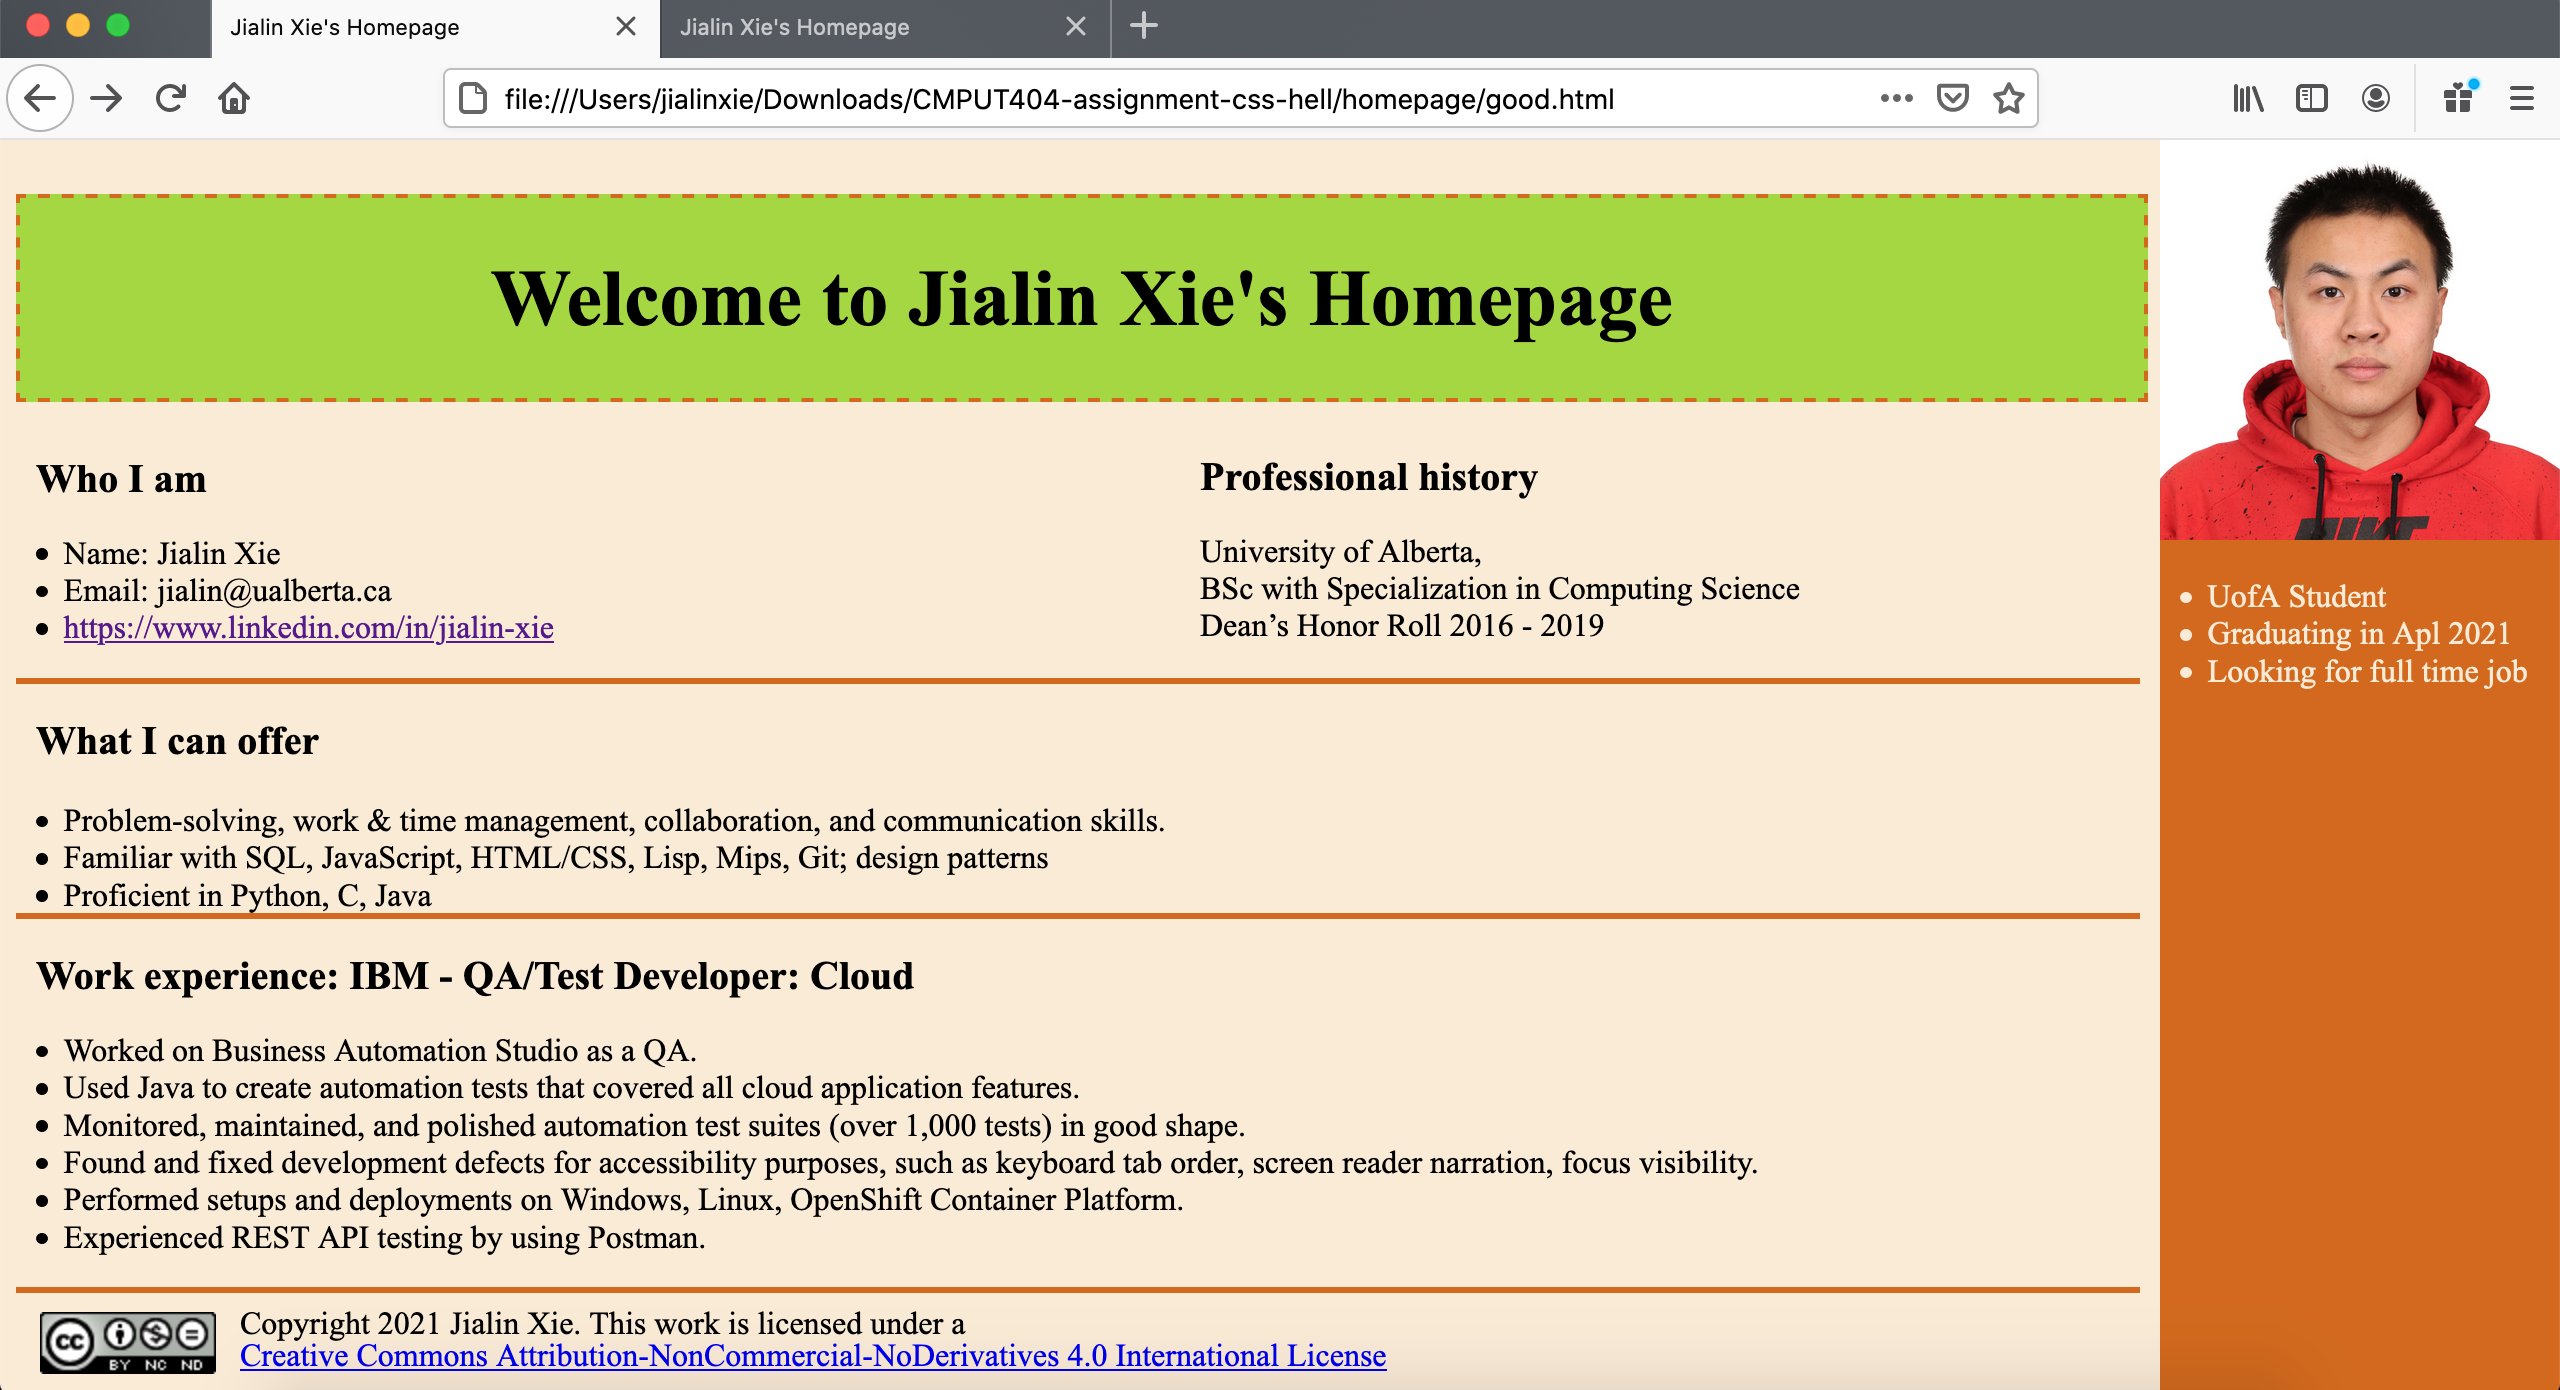 Jialin Xie's Homepage
Jialin Xie's Homepage
file:///Users/jialinxie/Downloads/CMPUT404-assignment-css-hell/homepage/good.html
Welcome to Jialin Xie's Homepage
Who I am
Name: Jialin Xie
Email: jialin@ualberta.ca
https://www.linkedin.com/in/jialin-xie
Professional history
University of Alberta,
BSc with Specialization in Computing Science
Dean’s Honor Roll 2016 - 2019
What I can offer
Problem-solving, work & time management, collaboration, and communication skills.
Familiar with SQL, JavaScript, HTML/CSS, Lisp, Mips, Git; design patterns
Proficient in Python, C, Java
Work experience: IBM - QA/Test Developer: Cloud
Worked on Business Automation Studio as a QA.
Used Java to create automation tests that covered all cloud application features.
Monitored, maintained, and polished automation test suites (over 1,000 tests) in good shape.
Found and fixed development defects for accessibility purposes, such as keyboard tab order, screen reader narration, focus visibility.
Performed setups and deployments on Windows, Linux, OpenShift Container Platform.
Experienced REST API testing by using Postman.
cc BY NC ND
Copyright 2021 Jialin Xie. This work is licensed under a
Creative Commons Attribution-NonCommercial-NoDerivatives 4.0 International License
UofA Student
Graduating in Apl 2021
Looking for full time job